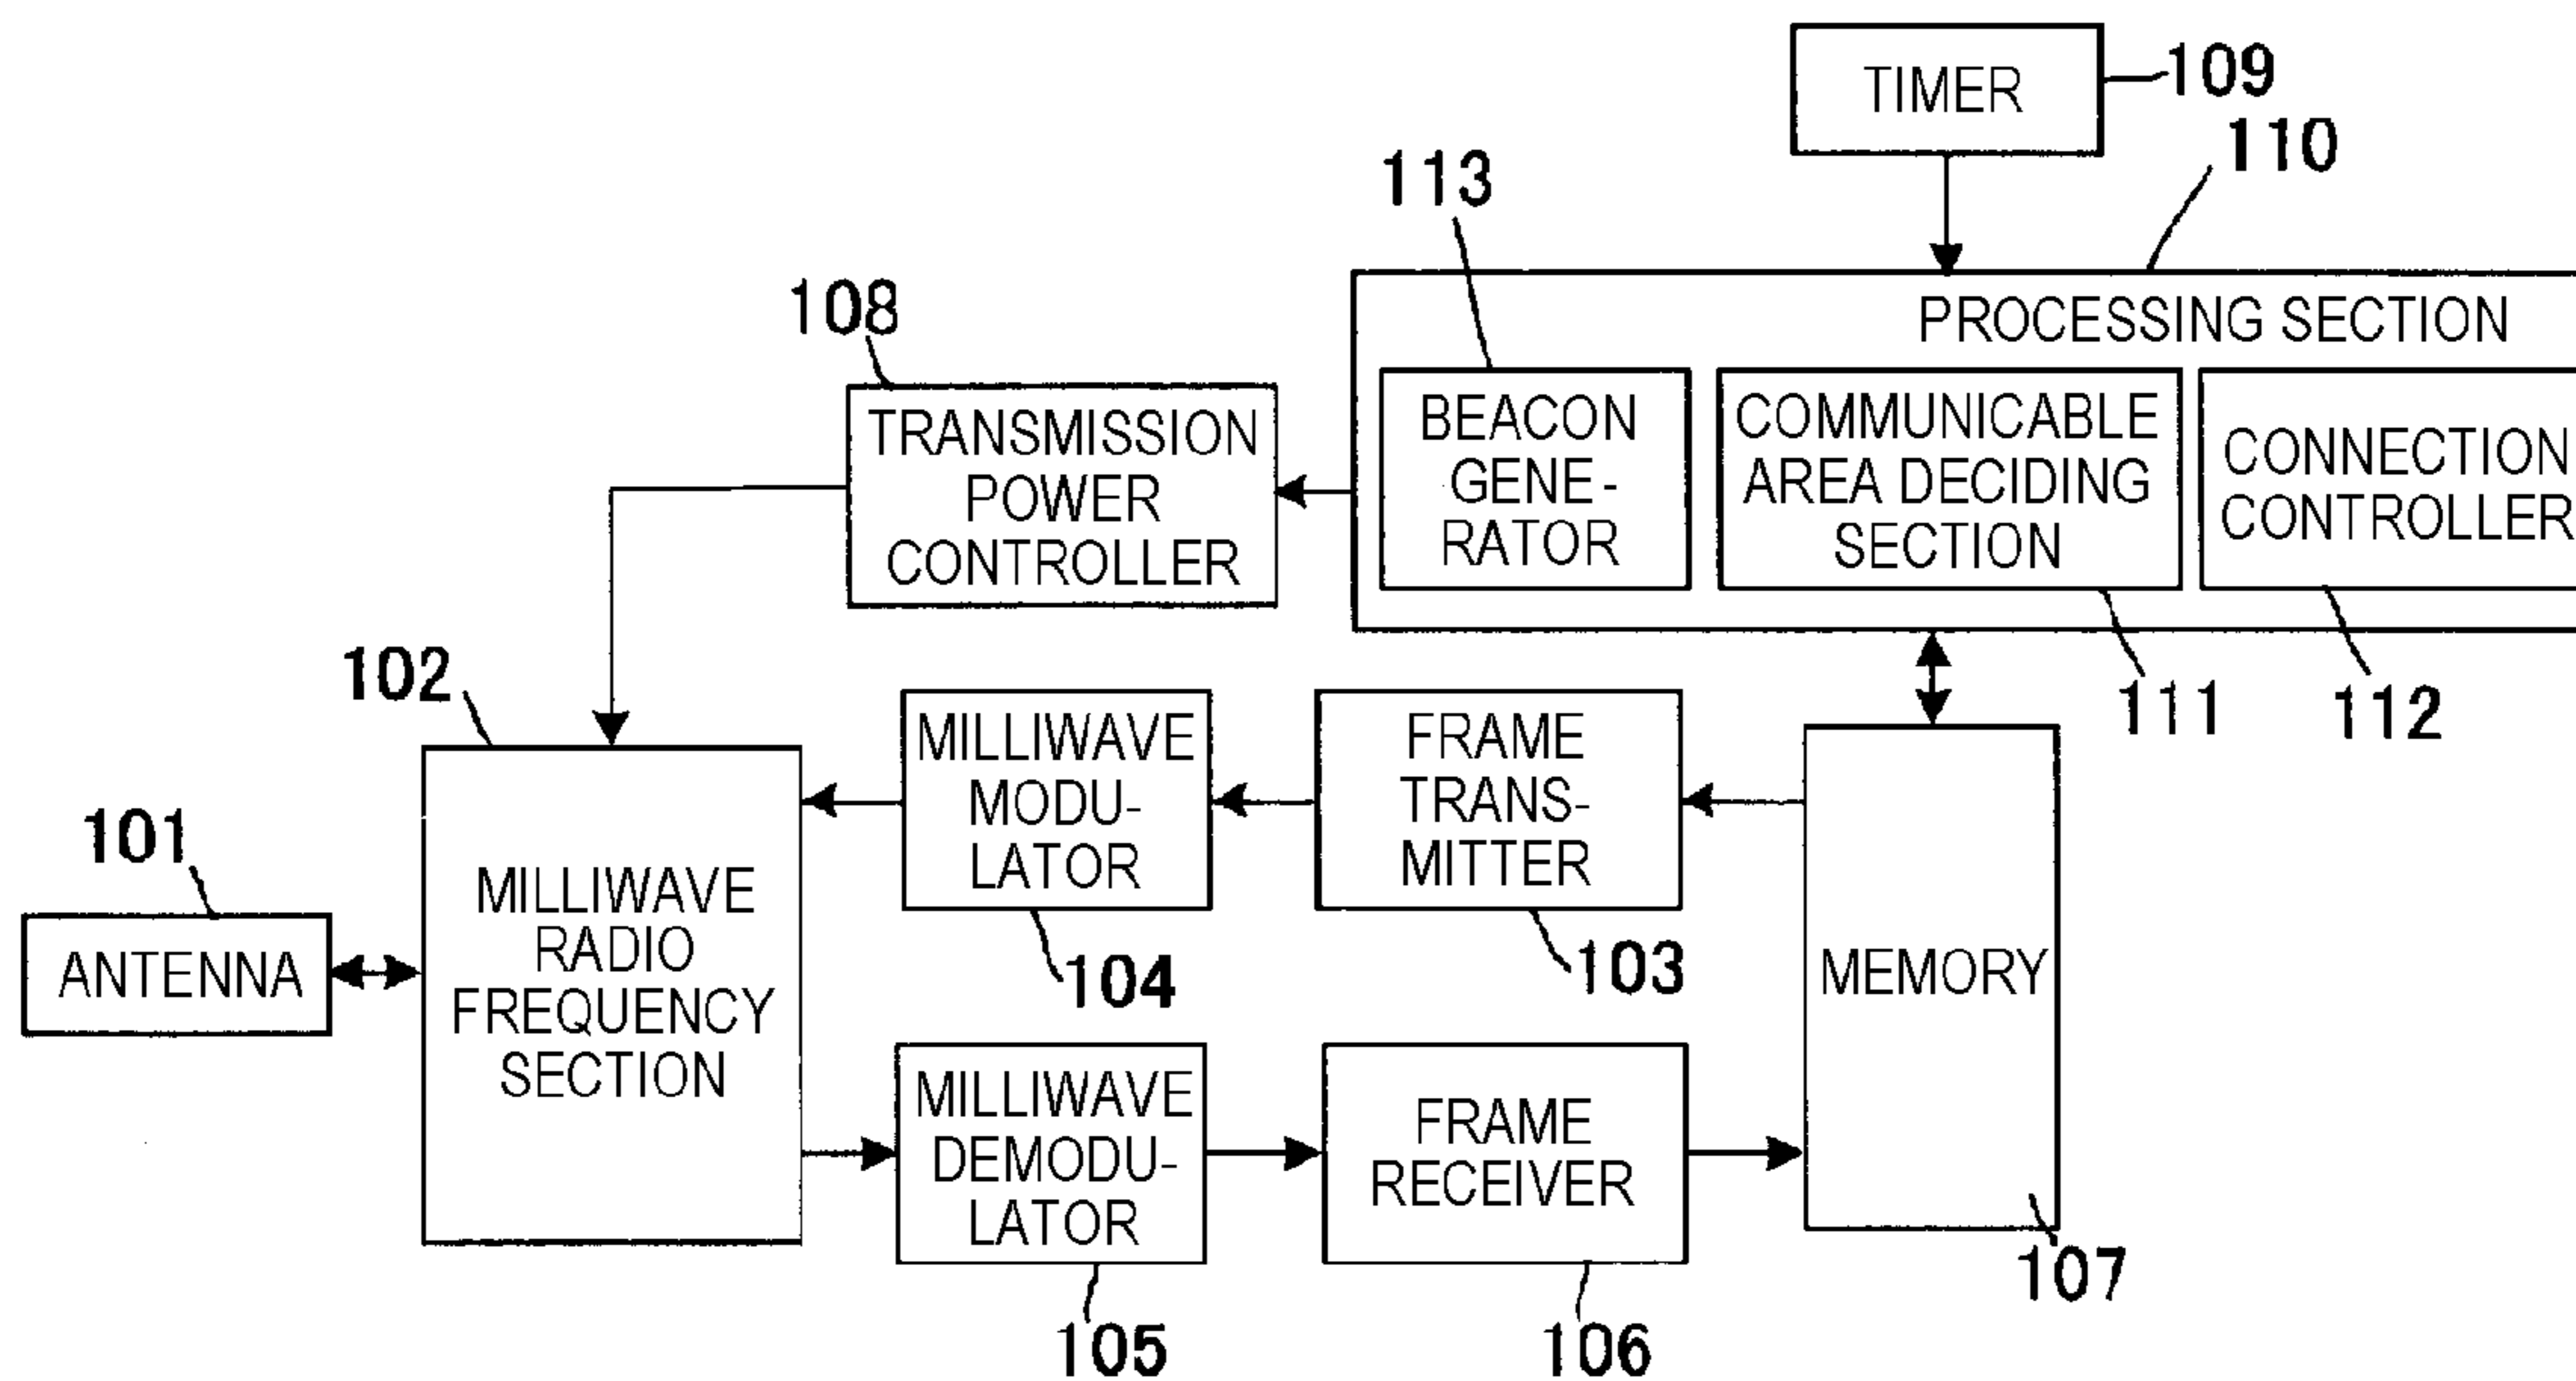 TIMER
109
110
113
PROCESSING SECTION
108
TRANSMISSION
POWER
CONTROLLER
BEACON
GENE-
RATOR
COMMUNICABLE
AREA DECIDING
SECTION
CONNECTION
CONTROLLER
111
112
102
MILLIWAVE
MODU-
LATOR
104
FRAME
TRANS-
MITTER
103
101
ANTENNA
MILLIWAVE
RADIO
FREQUENCY
SECTION
MEMORY
107
MILLIWAVE
DEMODU-
LATOR
105
FRAME
RECEIVER
106